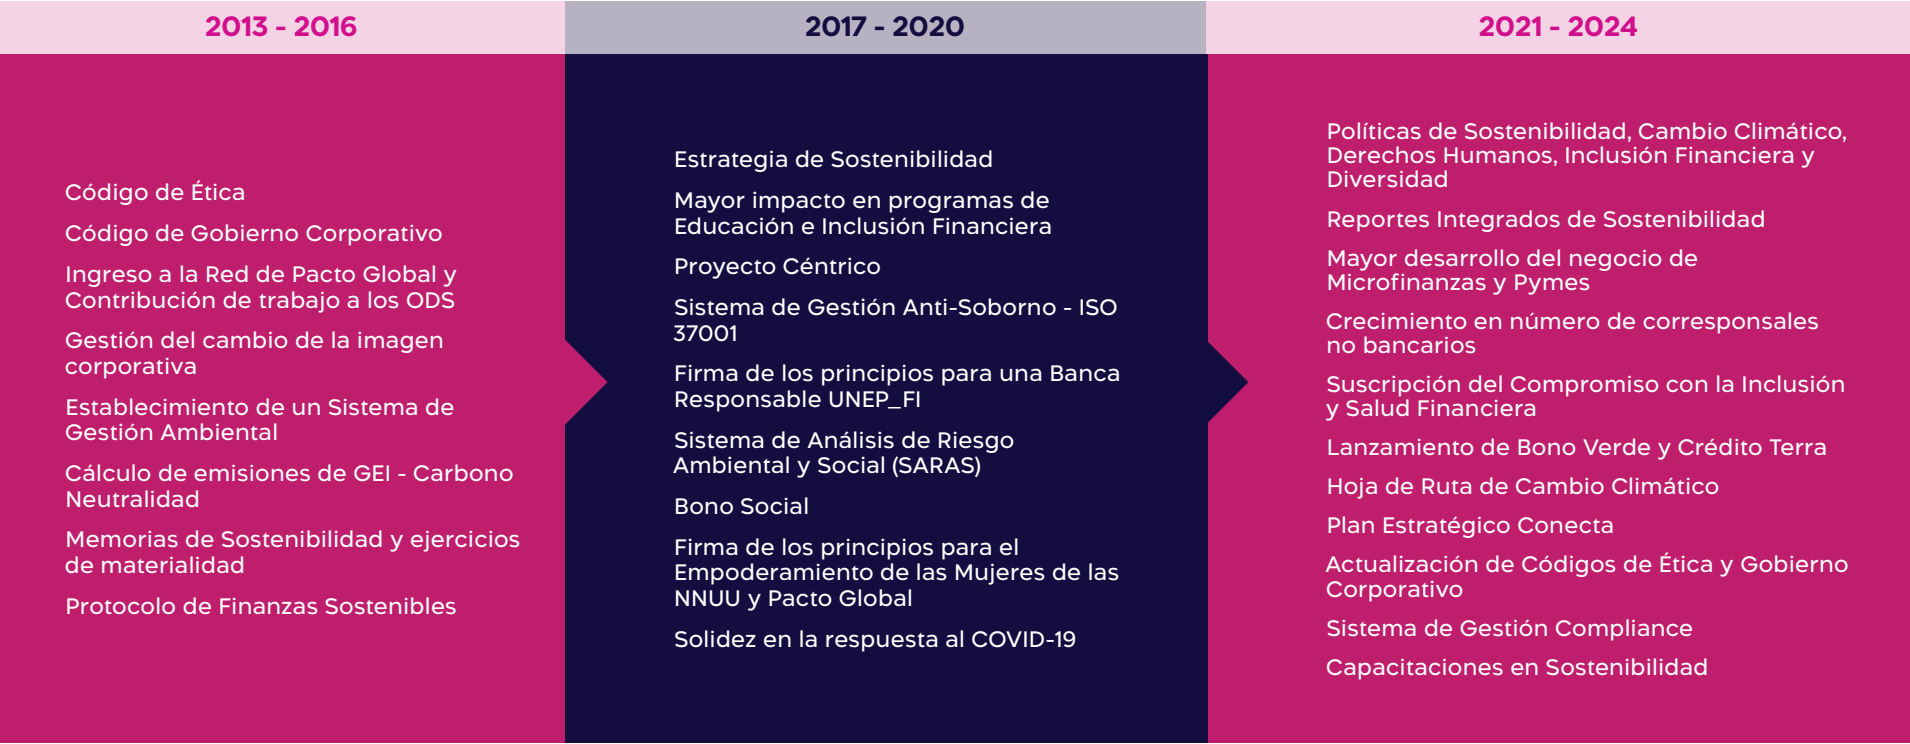 2013 - 2016
Código de Ética
Código de Gobierno Corporativo
Ingreso a la Red de Pacto Global y
Contribución de trabajo a los ODS
Gestión del cambio de la imagen
corporativa
Establecimiento de un Sistema de
Gestión Ambiental
Cálculo de emisiones de GEI - Carbono
Neutralidad
Memorias de Sostenibilidad y ejercicios
de materialidad
Protocolo de Finanzas Sostenibles
2017 - 2020
Estrategia de Sostenibilidad
Mayor impacto en programas de
Educación e Inclusión Financiera
Proyecto Céntrico
Sistema de Gestión Anti-Soborno - ISO
37001
Firma de los principios para una Banca
Responsable UNEP_FI
Sistema de Análisis de Riesgo
Ambiental y Social (SARAS)
Bono Social
Firma de los principios para el
Empoderamiento de las Mujeres de las
NNUU y Pacto Global
Solidez en la respuesta al COVID-19
2021 - 2024
Políticas de Sostenibilidad, Cambio Climático,
Derechos Humanos, Inclusión Financiera y
Diversidad
Reportes Integrados de Sostenibilidad
Mayor desarrollo del negocio de
Microfinanzas y Pymes
Crecimiento en número de corresponsales
no bancarios
Suscripción del Compromiso con la Inclusión
y Salud Financiera
Lanzamiento de Bono Verde y Crédito Terra
Hoja de Ruta de Cambio Climático
Plan Estratégico Conecta
Actualización de Códigos de Ética y Gobierno
Corporativo
Sistema de Gestión Compliance
Capacitaciones en Sostenibilidad